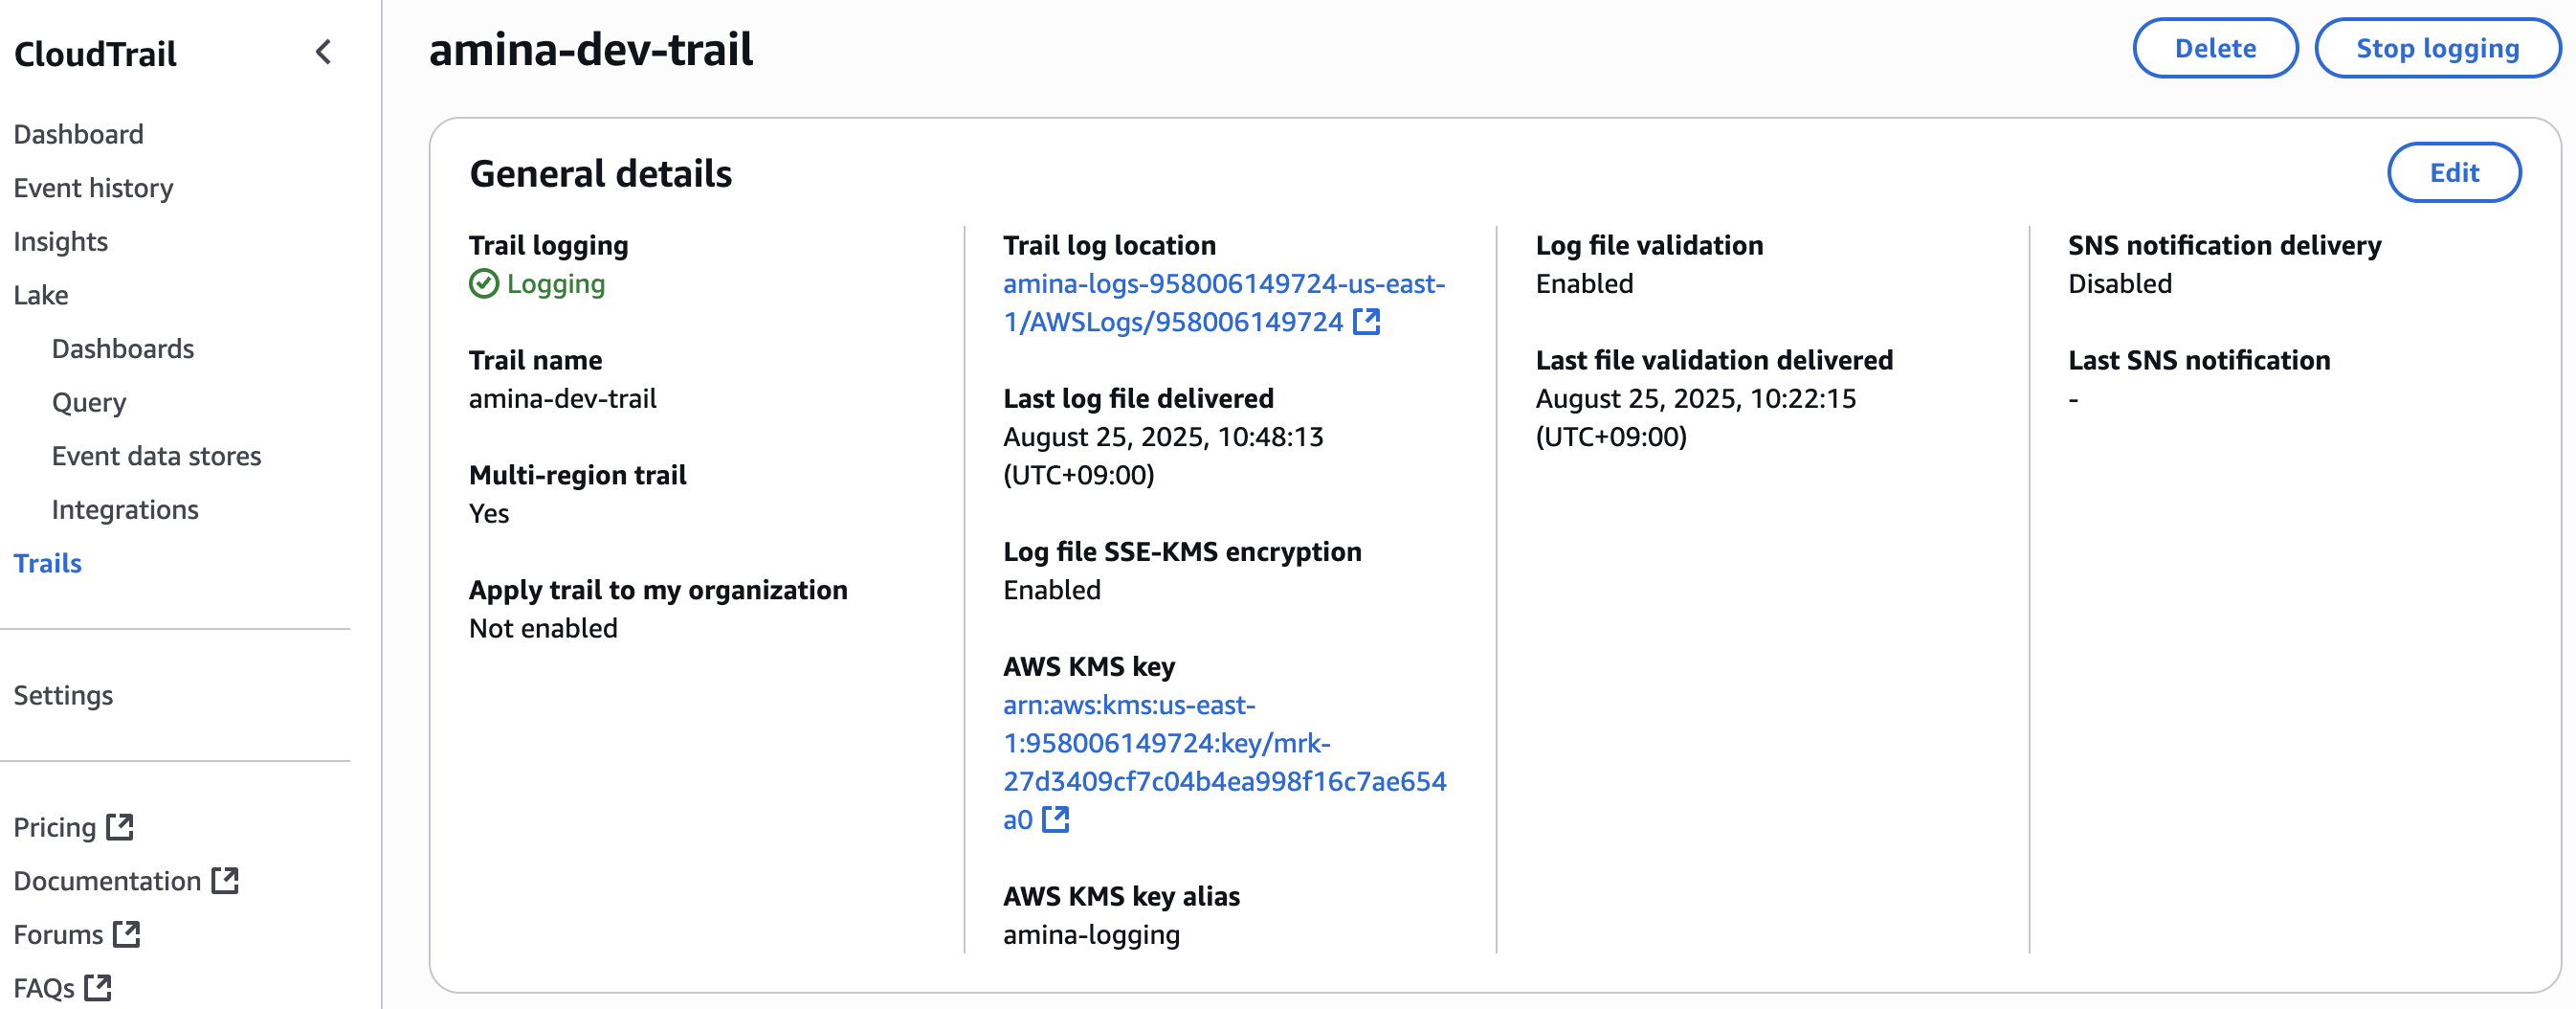 CloudTrail
Dashboard
Event history
Insights
Lake
Dashboards
Query
Event data stores
Integrations
Trails
Settings
Pricing
Documentation
Forums
FAQs
amina-dev-trail
Delete
Stop logging
General details
Edit
Trail logging
Logging
Trail name
amina-dev-trail
Multi-region trail
Yes
Apply trail to my organization
Not enabled
Trail log location
amina-logs-958006149724-us-east-
1/AWSLogs/958006149724
Last log file delivered
August 25, 2025, 10:48:13
(UTC+09:00)
Log file SSE-KMS encryption
Enabled
AWS KMS key
arn:aws:kms:us-east-
1:958006149724:key/mrk-
27d3409cf7c04b4ea998f16c7ae654
a0
AWS KMS key alias
amina-logging
Log file validation
Enabled
Last file validation delivered
August 25, 2025, 10:22:15
(UTC+09:00)
SNS notification delivery
Disabled
Last SNS notification
-